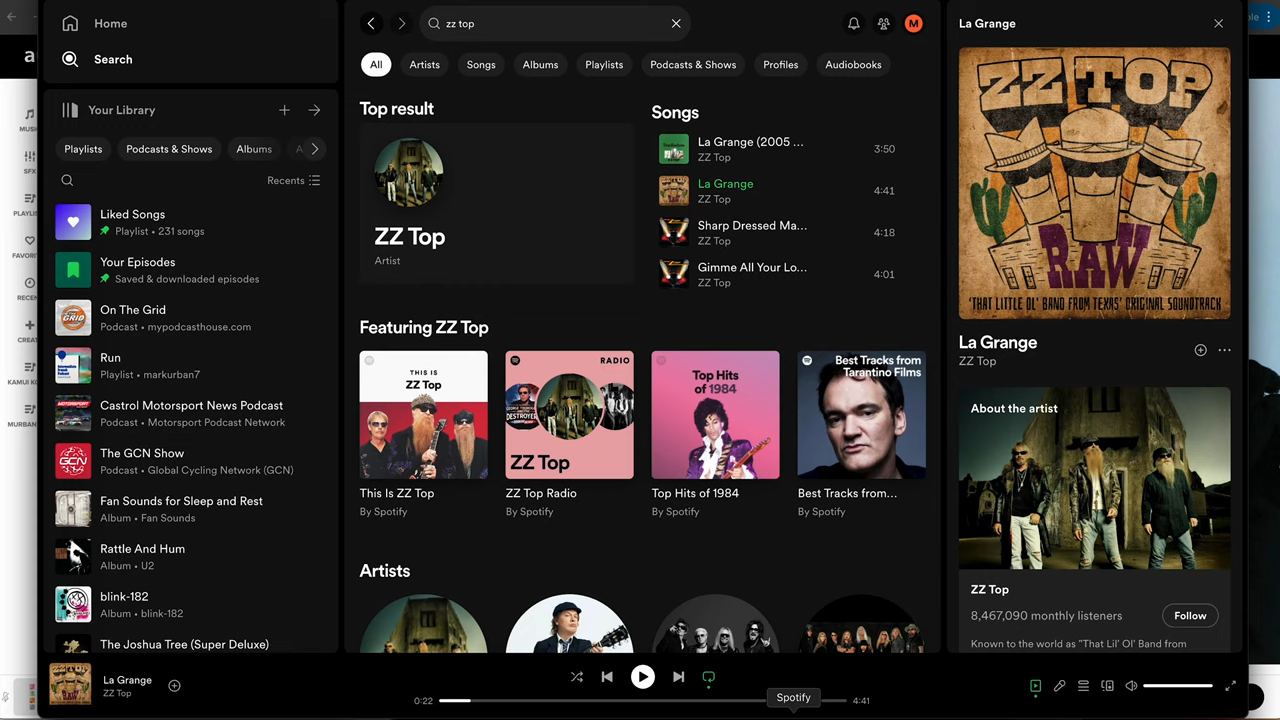 Home
Search
Your Library
Playlists
Podcasts & Shows
Albums
A
Recents
Liked Songs
Playlist • 231 songs
Your Episodes
Saved & downloaded episodes
On The Grid
Podcast • mypodcasthouse.com
Run
Playlist • markurban7
Castrol Motorsport News Podcast
Podcast • Motorsport Podcast Network
The GCN Show
Podcast • Global Cycling Network (GCN)
Fan Sounds for Sleep and Rest
Album • Fan Sounds
Rattle And Hum
Album • U2
blink-182
Album • blink-182
The Joshua Tree (Super Deluxe)
a
MUSI
SFX
PLAYLIS
FAVORI
RECEN
CREAT
KAMUI KO
MURBAN
zz top
M
All
Artists
Songs
Albums
Playlists
Podcasts & Shows
Profiles
Audiobooks
Top result
ZZ Top
Artist
Songs
La Grange (2005 ...
ZZ Top
3:50
La Grange
ZZ Top
4:41
Sharp Dressed Ma...
ZZ Top
4:18
Gimme All Your Lo...
ZZ Top
4:01
Featuring ZZ Top
THIS IS
ZZ Top
This Is ZZ Top
By Spotify
RADIO
ZZ Top
ZZ Top Radio
By Spotify
Top Hits
of 1984
Top Hits of 1984
By Spotify
Best Tracks from
Tarantino Films
Best Tracks from...
By Spotify
Artists
La Grange
ZZ TOP
RAW
'THAT LITTLE OL' BAND FROM TEXAS' ORIGINAL SOUNDTRACK
La Grange
ZZ Top
About the artist
ZZ Top
8,467,090 monthly listeners
Follow
Known to the world as "That Lil' Ol' Band from
La Grange
ZZ Top
0:22
4:41
Spotify